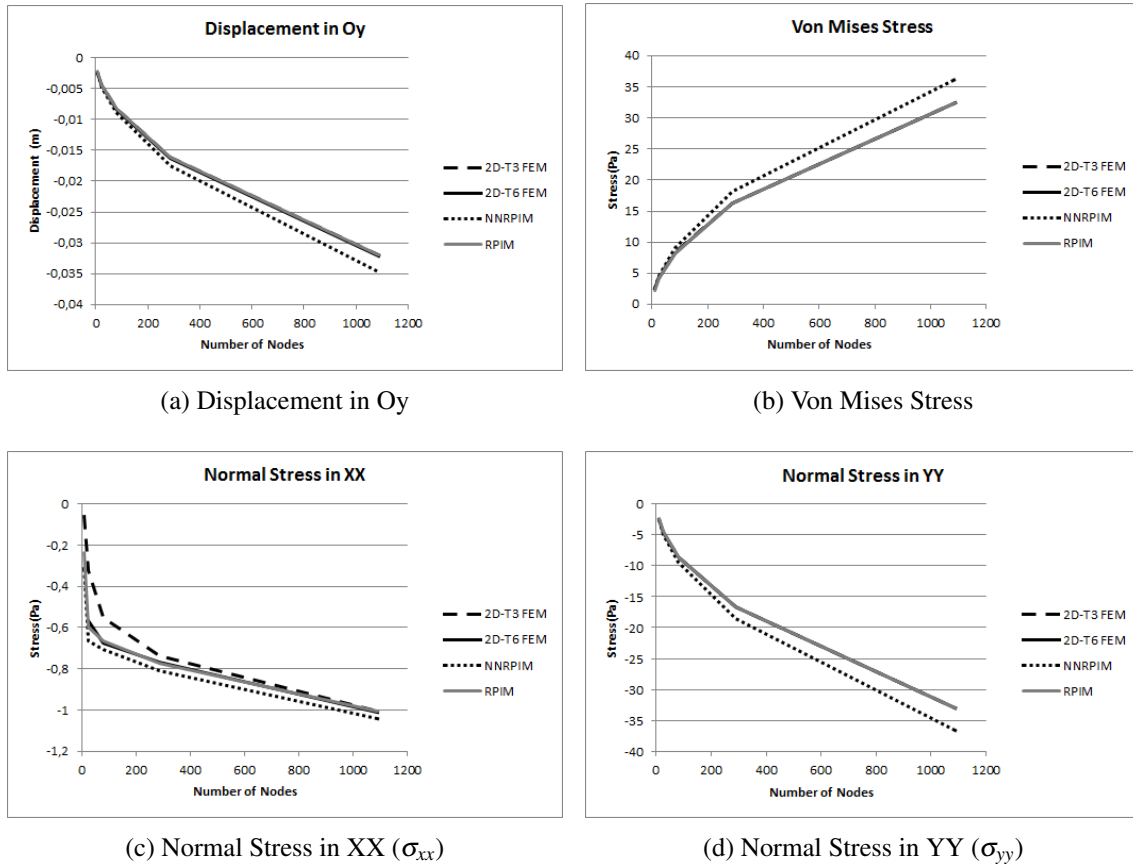 Displacement in Oy
0
-0,005
-0,01
-0,015
-0,02
-0,025
-0,03
-0,035
-0,04
Displacement (m)
0 200 400 600 800 1000 1200
Number of Nodes
2D-T3 FEM
2D-T6 FEM
NNRPIM
RPIM
(a) Displacement in Oy
Von Mises Stress
40
35
30
25
20
15
10
5
0
Stress(Pa)
0 200 400 600 800 1000 1200
Number of Nodes
2D-T3 FEM
2D-T6 FEM
NNRPIM
RPIM
(b) Von Mises Stress
Normal Stress in XX
0
-0,2
-0,4
-0,6
-0,8
-1
-1,2
Stress(Pa)
0 200 400 600 800 1000 1200
Number of Nodes
2D-T3 FEM
2D-T6 FEM
NNRPIM
RPIM
(c) Normal Stress in XX (σxx)
Normal Stress in YY
0
-5
-10
-15
-20
-25
-30
-35
-40
Stress(Pa)
0 200 400 600 800 1000 1200
Number of Nodes
2D-T3 FEM
2D-T6 FEM
NNRPIM
RPIM
(d) Normal Stress in YY (σyy)